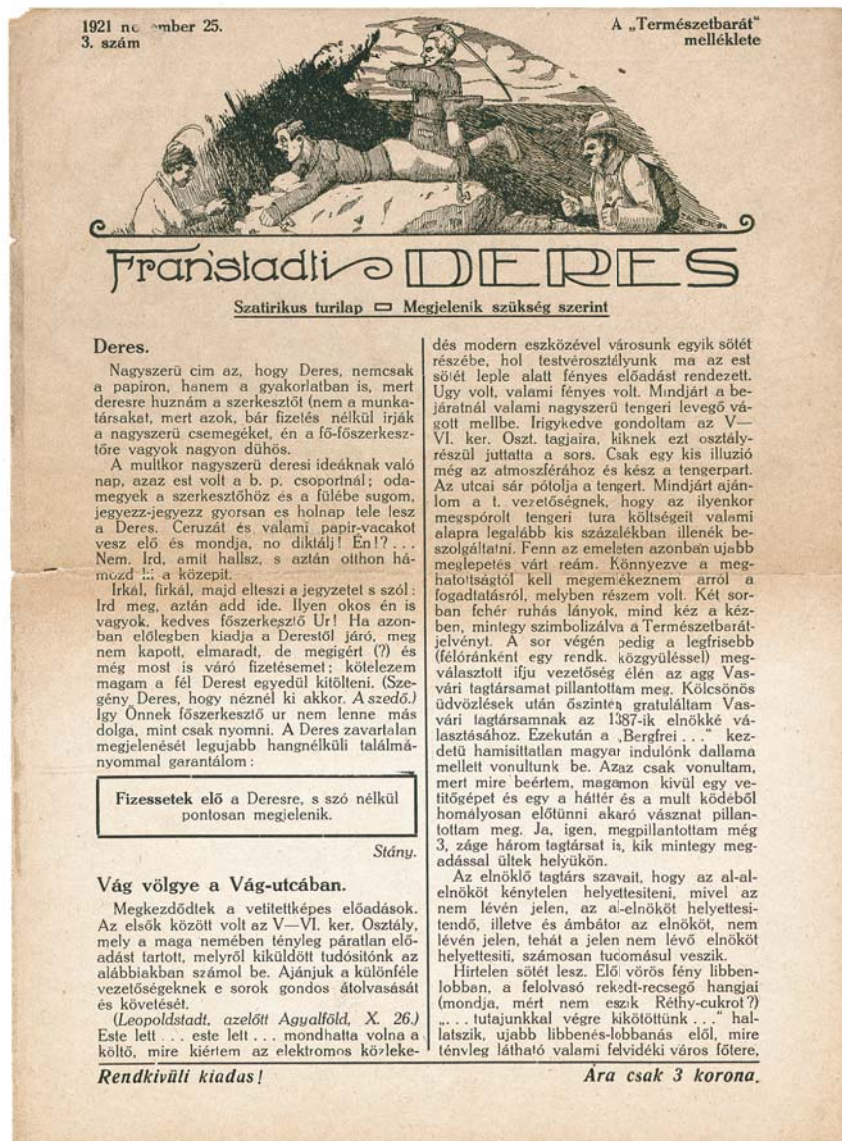 1921 no ember 25.
3. szám
A „Természetbarát“
melléklete
Fran'stadti DERES
Szatirikus turilap Megjelenik szükség szerint
Deres.
Nagyszerü cim az, hogy Deres, nemcsak
a papiron, hanem a gyakorlatban is, mert
deresre huznám a szerkesztőt (nem a munka-
társakat, mert azok, bár fizetés nélkül irják
a nagyszerü csemegéket, én a fő-főszerkesz-
tőre vagyok nagyon dühös.
A multkor nagyszerü deresi ideáknak való
nap, azaz est volt a b. p. csoportnál; oda-
megyek a szerkesztőhöz és a fülébe sugom,
jegyezz-jegyezz gyorsan es holnap tele lesz
a Deres. Ceruzát és valami papir-vacakot
vesz elő és mondja, no diktálj! Én!? . . .
Nem. Ird, amit hallsz, s aztán otthon há-
mozd ki a közepit.
Irkál, firkál, majd elteszi a jegyzetet s szól:
Ird meg, aztán add ide. Ilyen okos én is
vagyok, kedves főszerkesztő Ur! Ha azon-
ban előlegben kiadja a Derestől járó, meg
nem kapott, elmaradt, de megigért (?) és
még most is váró fizetésemet; kötelezem
magam a fél Derest egyedül kitölteni. (Sze-
gény Deres, hogy néznél ki akkor. A szedő.)
Igy Önnek főszerkesztő ur nem lenne más
dolga, mint csak nyomni. A Deres zavartalan
megjelenését legujabb hangnélküli találmá-
nyommal garantálom:
Fizessetek elő a Deresre, s szó nélkül
pontosan megjelenik.
Stány.
Vág völgye a Vág-utcában.
Megkezdődtek a vetitettképes előadások.
Az elsők között volt az V—VI. ker. Osztály,
mely a maga nemében tényleg páratlan elő-
adást tartott, melyről kiküldött tudósitónk az
alábbiakban számol be. Ajánjuk a különféle
vezetőségeknek e sorok gondos átolvasását
és követését.
(Leopoldstadt, azelőtt Agyalföld, X. 26.)
Este lett . . . este lett . . . mondhatta volna a
költő, mire kiértem az elektromos közleke-
dés modern eszközével városunk egyik sötét
részébe, hol testvérosztályunk ma az est
sötét leple alatt fényes előadást rendezett.
Ugy volt, valami fényes volt. Mindjárt a be-
járatnál valami nagyszerü tengeri levegő vá-
gott mellbe. Irigykedve gondoltam az V—
VI. ker. Oszt. tagjaira, kiknek ezt osztály-
részül juttatta a sors. Csak egy kis illuzió
még az atmoszférához és kész a tengerpart.
Az utcai sár pótolja a tengert. Mindjárt aján-
lom a t. vezetőségnek, hogy az ilyenkor
megspórolt tengeri tura költségeit valami
alapra legalább kis százalékban illenék be-
szolgáltatni. Fenn az emeleten azonban ujabb
meglepetés várt reám. Könnyezve a meg-
hatottságtól kell megemlékeznem arról a
fogadtatásról, melyben részem volt. Két sor-
ban fehér ruhás lányok, mind kéz a kéz-
ben, mintegy szimbolizálva a Természetbarát-
jelvényt. A sor végén pedig a legfrisebb
(félóránként egy rendk. közgyüléssel) meg-
választott ifju vezetőség élén az agg Vas-
vári tagtársamat pillantottam meg. Kölcsönös
üdvözlések után őszintén gratuláltam Vas-
vári tagtársamnak az 1387-ik elnökké vá-
lasztásához. Ezekután a „Bergfrei . . .“ kez-
detü hamisittatlan magyar indulónk dallama
mellett vonultunk be. Azaz csak vonultam,
mert mire beértem, magamon kivül egy ve-
titőgépet és egy a háttér és a mult ködéből
homályosan előtünni akaró vásznat pillan-
tottam meg. Ja, igen, megpillantottam még
3, záge három tagtársat is, kik mintegy meg-
adással ültek helyükön.
Az elnöklő tagtárs szavait, hogy az al-al-
elnököt kénytelen helyettesiteni, mivel az
nem lévén jelen, az al-elnököt helyettesi-
tendő, illetve és ámbátor az elnököt, nem
lévén jelen, tehát a jelen nem lévő elnököt
helyettesiti, számosan tudomásul veszik.
Hirtelen sötét lesz. Elől vörös fény libben-
lobban, a felolvasó rekedt-recsegő hangjai
(mondja, mért nem eszik Réthy-cukrot?)
„. . . tutajunkkal végre kikötöttünk . . .“ hal-
latszik, ujabb libbenés-lobbanás elől, mire
tényleg látható valami felvidéki város főtere,
Rendkivüli kiadas!
Ára csak 3 korona.